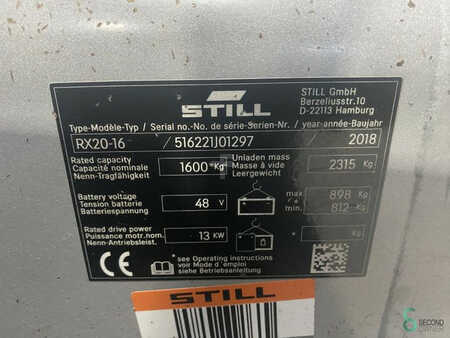 STILL
STILL GmbH
Berzeliusstr.10
D-22113 Hamburg
Type-Modèle-Typ / Serial no.-No de série-Serien-Nr. / year-année-Baujahr
RX20-16 / 516221J01297 / 2018
Rated capacity
Capacité nominale
Nenn-Tragfähigkeit
1600 Kg
Unladen mass
Masse à vide
Leergewicht
2315 Kg
Battery voltage
Tension batterie
Batteriespannung
48 V
max 898 Kg
min. 812 Kg
Rated drive power
Puissance motr.nom.
Nenn-Antriebsleist.
13 KW
Kg
CE
see Operating instructions
voir Mode d'emploi
siehe Betriebsanleitung
STILL
SECOND